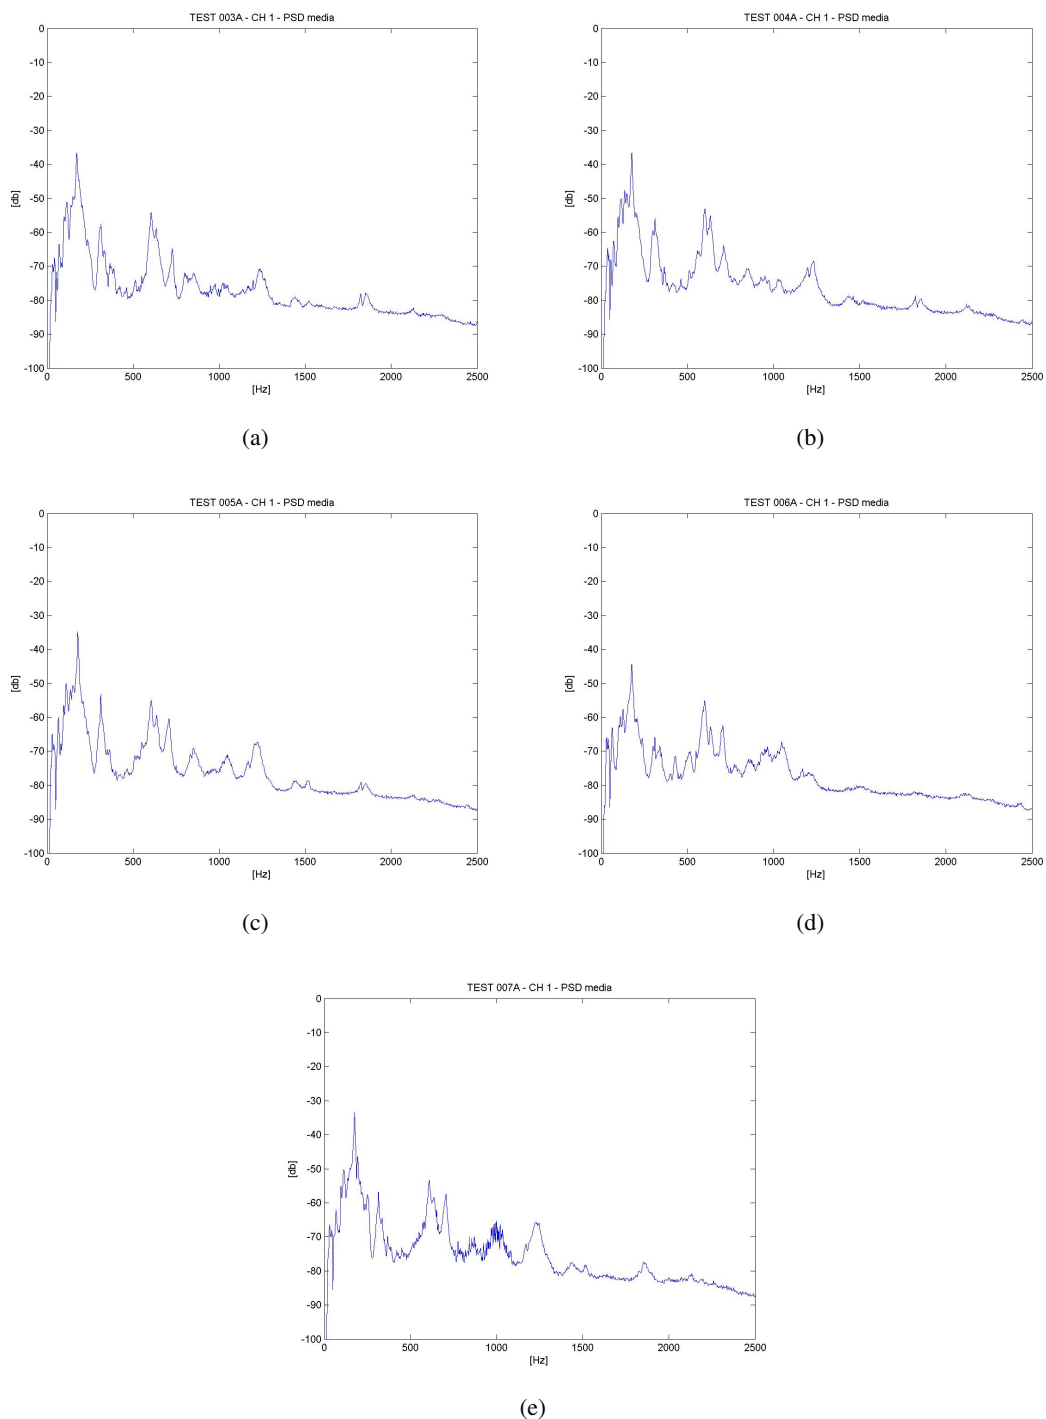 TEST 003A - CH 1 - PSD media
0
-10
-20
-30
-40
-50
-60
-70
-80
-90
-100
[db]
0 500 1000 1500 2000 2500
[Hz]
(a)
TEST 004A - CH 1 - PSD media
0
-10
-20
-30
-40
-50
-60
-70
-80
-90
-100
[db]
0 500 1000 1500 2000 2500
[Hz]
(b)
TEST 005A - CH 1 - PSD media
0
-10
-20
-30
-40
-50
-60
-70
-80
-90
-100
[db]
0 500 1000 1500 2000 2500
[Hz]
(c)
TEST 006A - CH 1 - PSD media
0
-10
-20
-30
-40
-50
-60
-70
-80
-90
-100
[db]
0 500 1000 1500 2000 2500
[Hz]
(d)
TEST 007A - CH 1 - PSD media
0
-10
-20
-30
-40
-50
-60
-70
-80
-90
-100
[db]
0 500 1000 1500 2000 2500
[Hz]
(e)